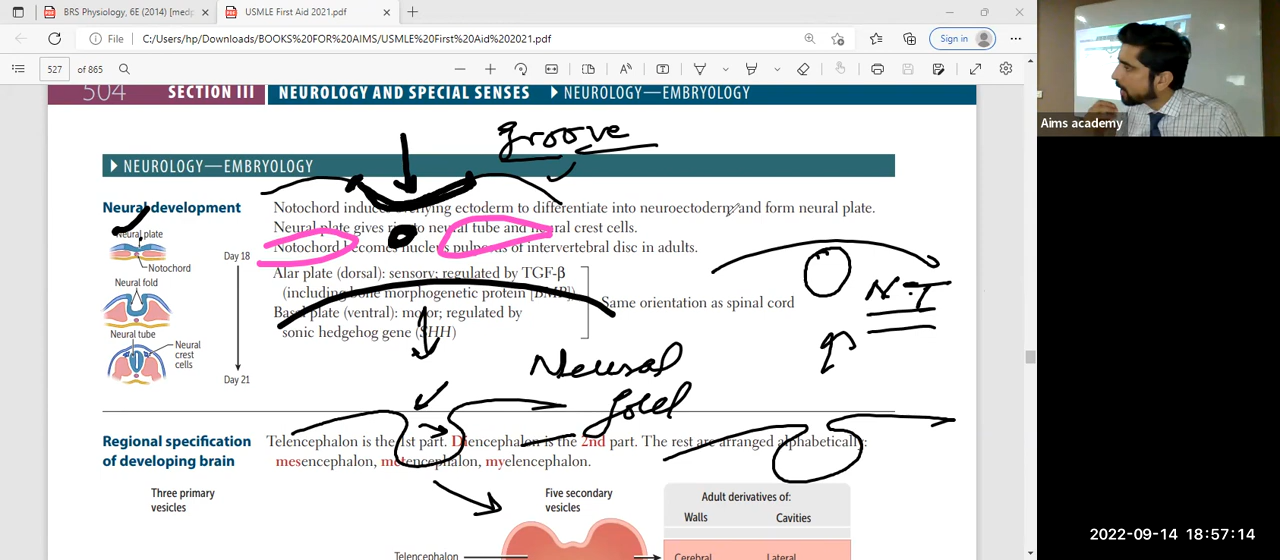 BRS Physiology, 6E (2014) [medp
USMLE First Aid 2021.pdf
File
C:/Users/hp/Downloads/BOOKS%20FOR%20AIMS/USMLE%20First%20Aid%202021.pdf
Sign in
527 of 865
504 SECTION III NEUROLOGY AND SPECIAL SENSES NEUROLOGY—EMBRYOLOGY
groove
NEUROLOGY—EMBRYOLOGY
Neural development
Notochord induces overlying ectoderm to differentiate into neuroectoderm and form neural plate.
Neural plate gives rise to neural tube and neural crest cells.
Notochord becomes nucleus pulposus of intervertebral disc in adults.
Alar plate (dorsal): sensory; regulated by TGF-β
(including bone morphogenetic protein [BMP])
Basal plate (ventral): motor; regulated by
sonic hedgehog gene (SHH)
Same orientation as spinal cord
Neural plate
Notochord
Neural fold
Neural tube
Neural
crest
cells
Day 18
Day 21
N.T
Neural
fold
Regional specification
of developing brain
Telencephalon is the 1st part. Diencephalon is the 2nd part. The rest are arranged alphabetically:
mesencephalon, metencephalon, myelencephalon.
Three primary
vesicles
Five secondary
vesicles
Adult derivatives of:
Walls Cavities
Telencephalon
Cerebral Lateral
Aims academy
2022-09-14 18:57:14